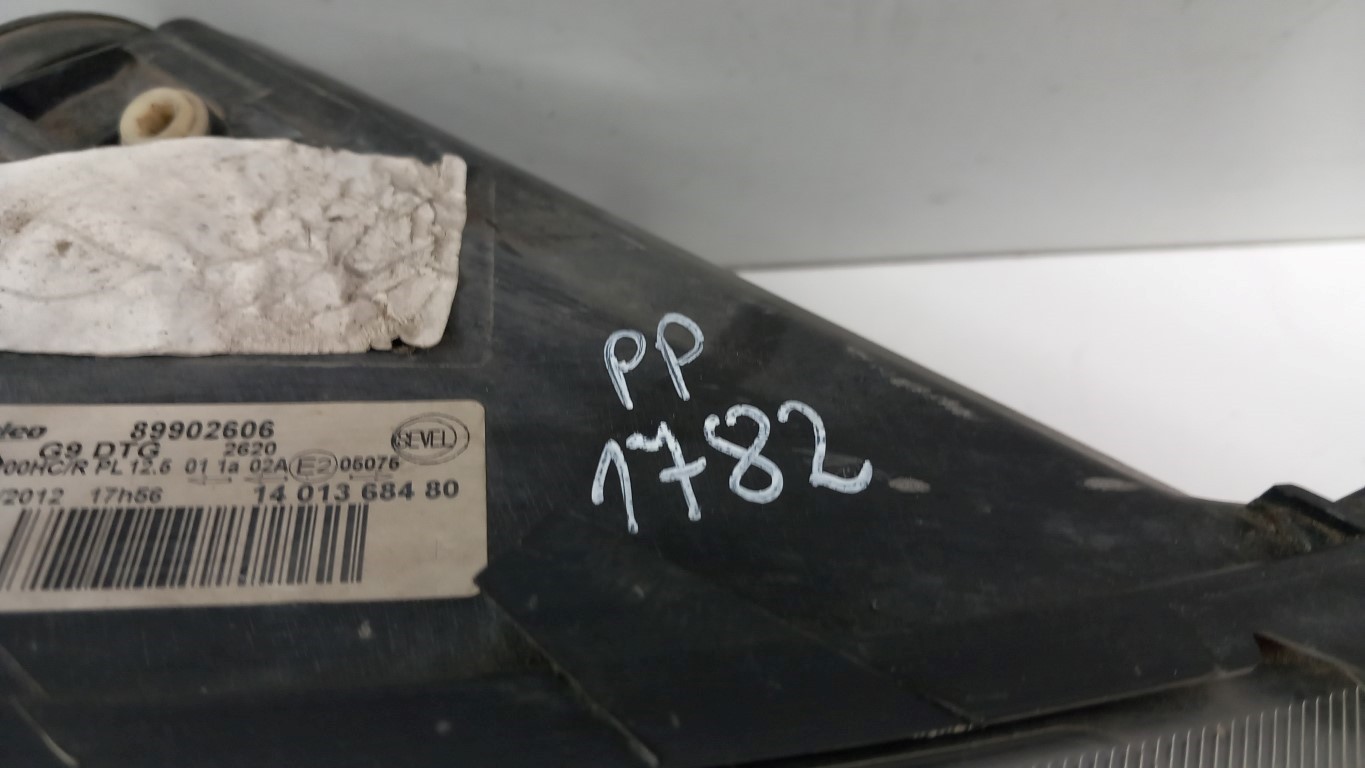 PP
1782
89902606
G9 DTG 2620
SEVEL
00HC/R PL 12.5 01 1a 02A E2 05076
/2012 17h56 14 013 684 80